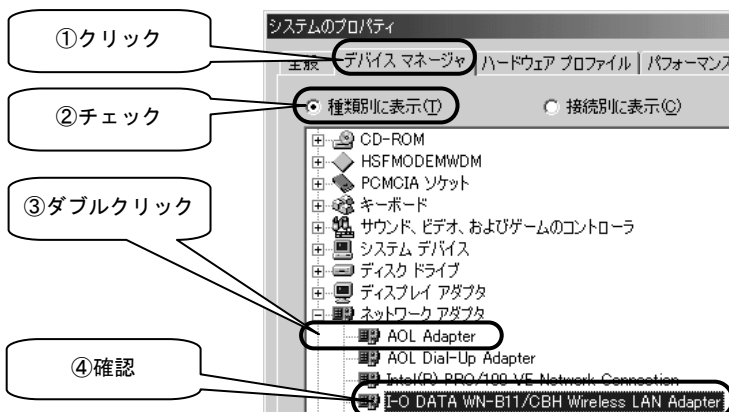 システムのプロパティ
①クリック
全般 デバイス マネージャ ハードウェア プロファイル パフォーマンス
②チェック
種類別に表示(T) 接続別に表示(C)
CD-ROM
HSFMODEMWDM
PCMCIA ソケット
③ダブルクリック
キーボード
サウンド、ビデオ、およびゲームのコントローラ
システム デバイス
ディスク ドライブ
ディスプレイ アダプタ
ネットワーク アダプタ
AOL Adapter
AOL Dial-Up Adapter
④確認
Intel(R) PRO/100 VE Network Connection
I-O DATA WN-B11/CBH Wireless LAN Adapter